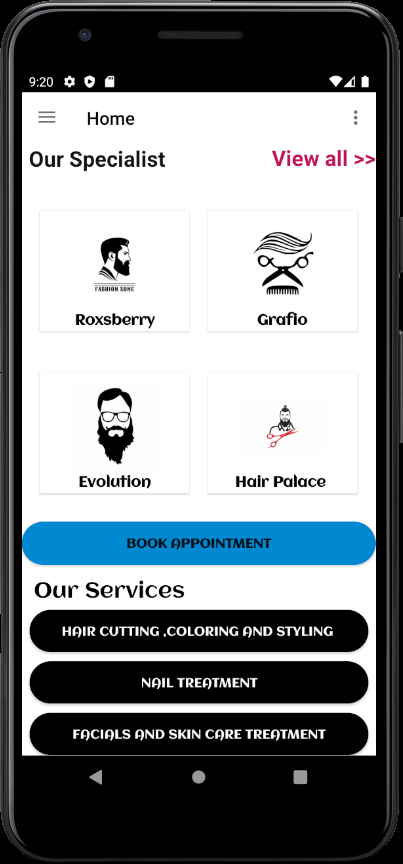 9:20
Home
Our Specialist
View all >>
FASHION ZONE
Roxsberry
Grafio
Evolution
Hair Palace
BOOK APPOINTMENT
Our Services
HAIR CUTTING ,COLORING AND STYLING
NAIL TREATMENT
FACIALS AND SKIN CARE TREATMENT